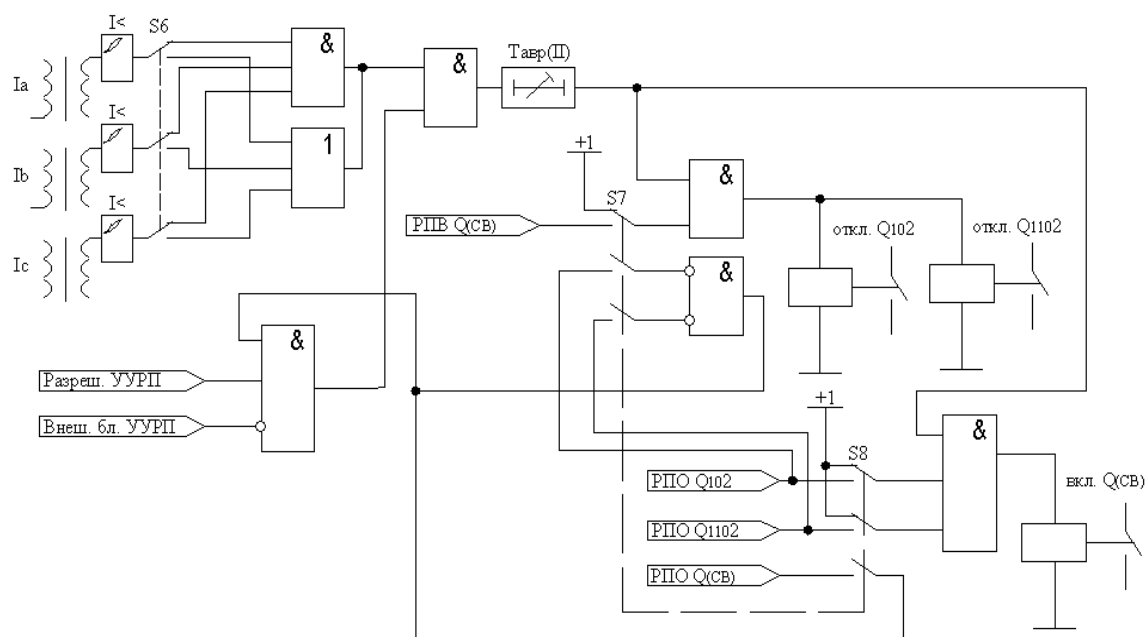 I<
S6
&
Ia
I<
&
Тавр(II)
Ib
1
I<
+1
S7
&
РПВ Q(СВ)
откл. Q102
откл. Q1102
Ic
&
&
Разреш. УУРП
Внеш. бл. УУРП
+1
&
S8
РПО Q102
вкл. Q(СВ)
РПО Q1102
РПО Q(СВ)